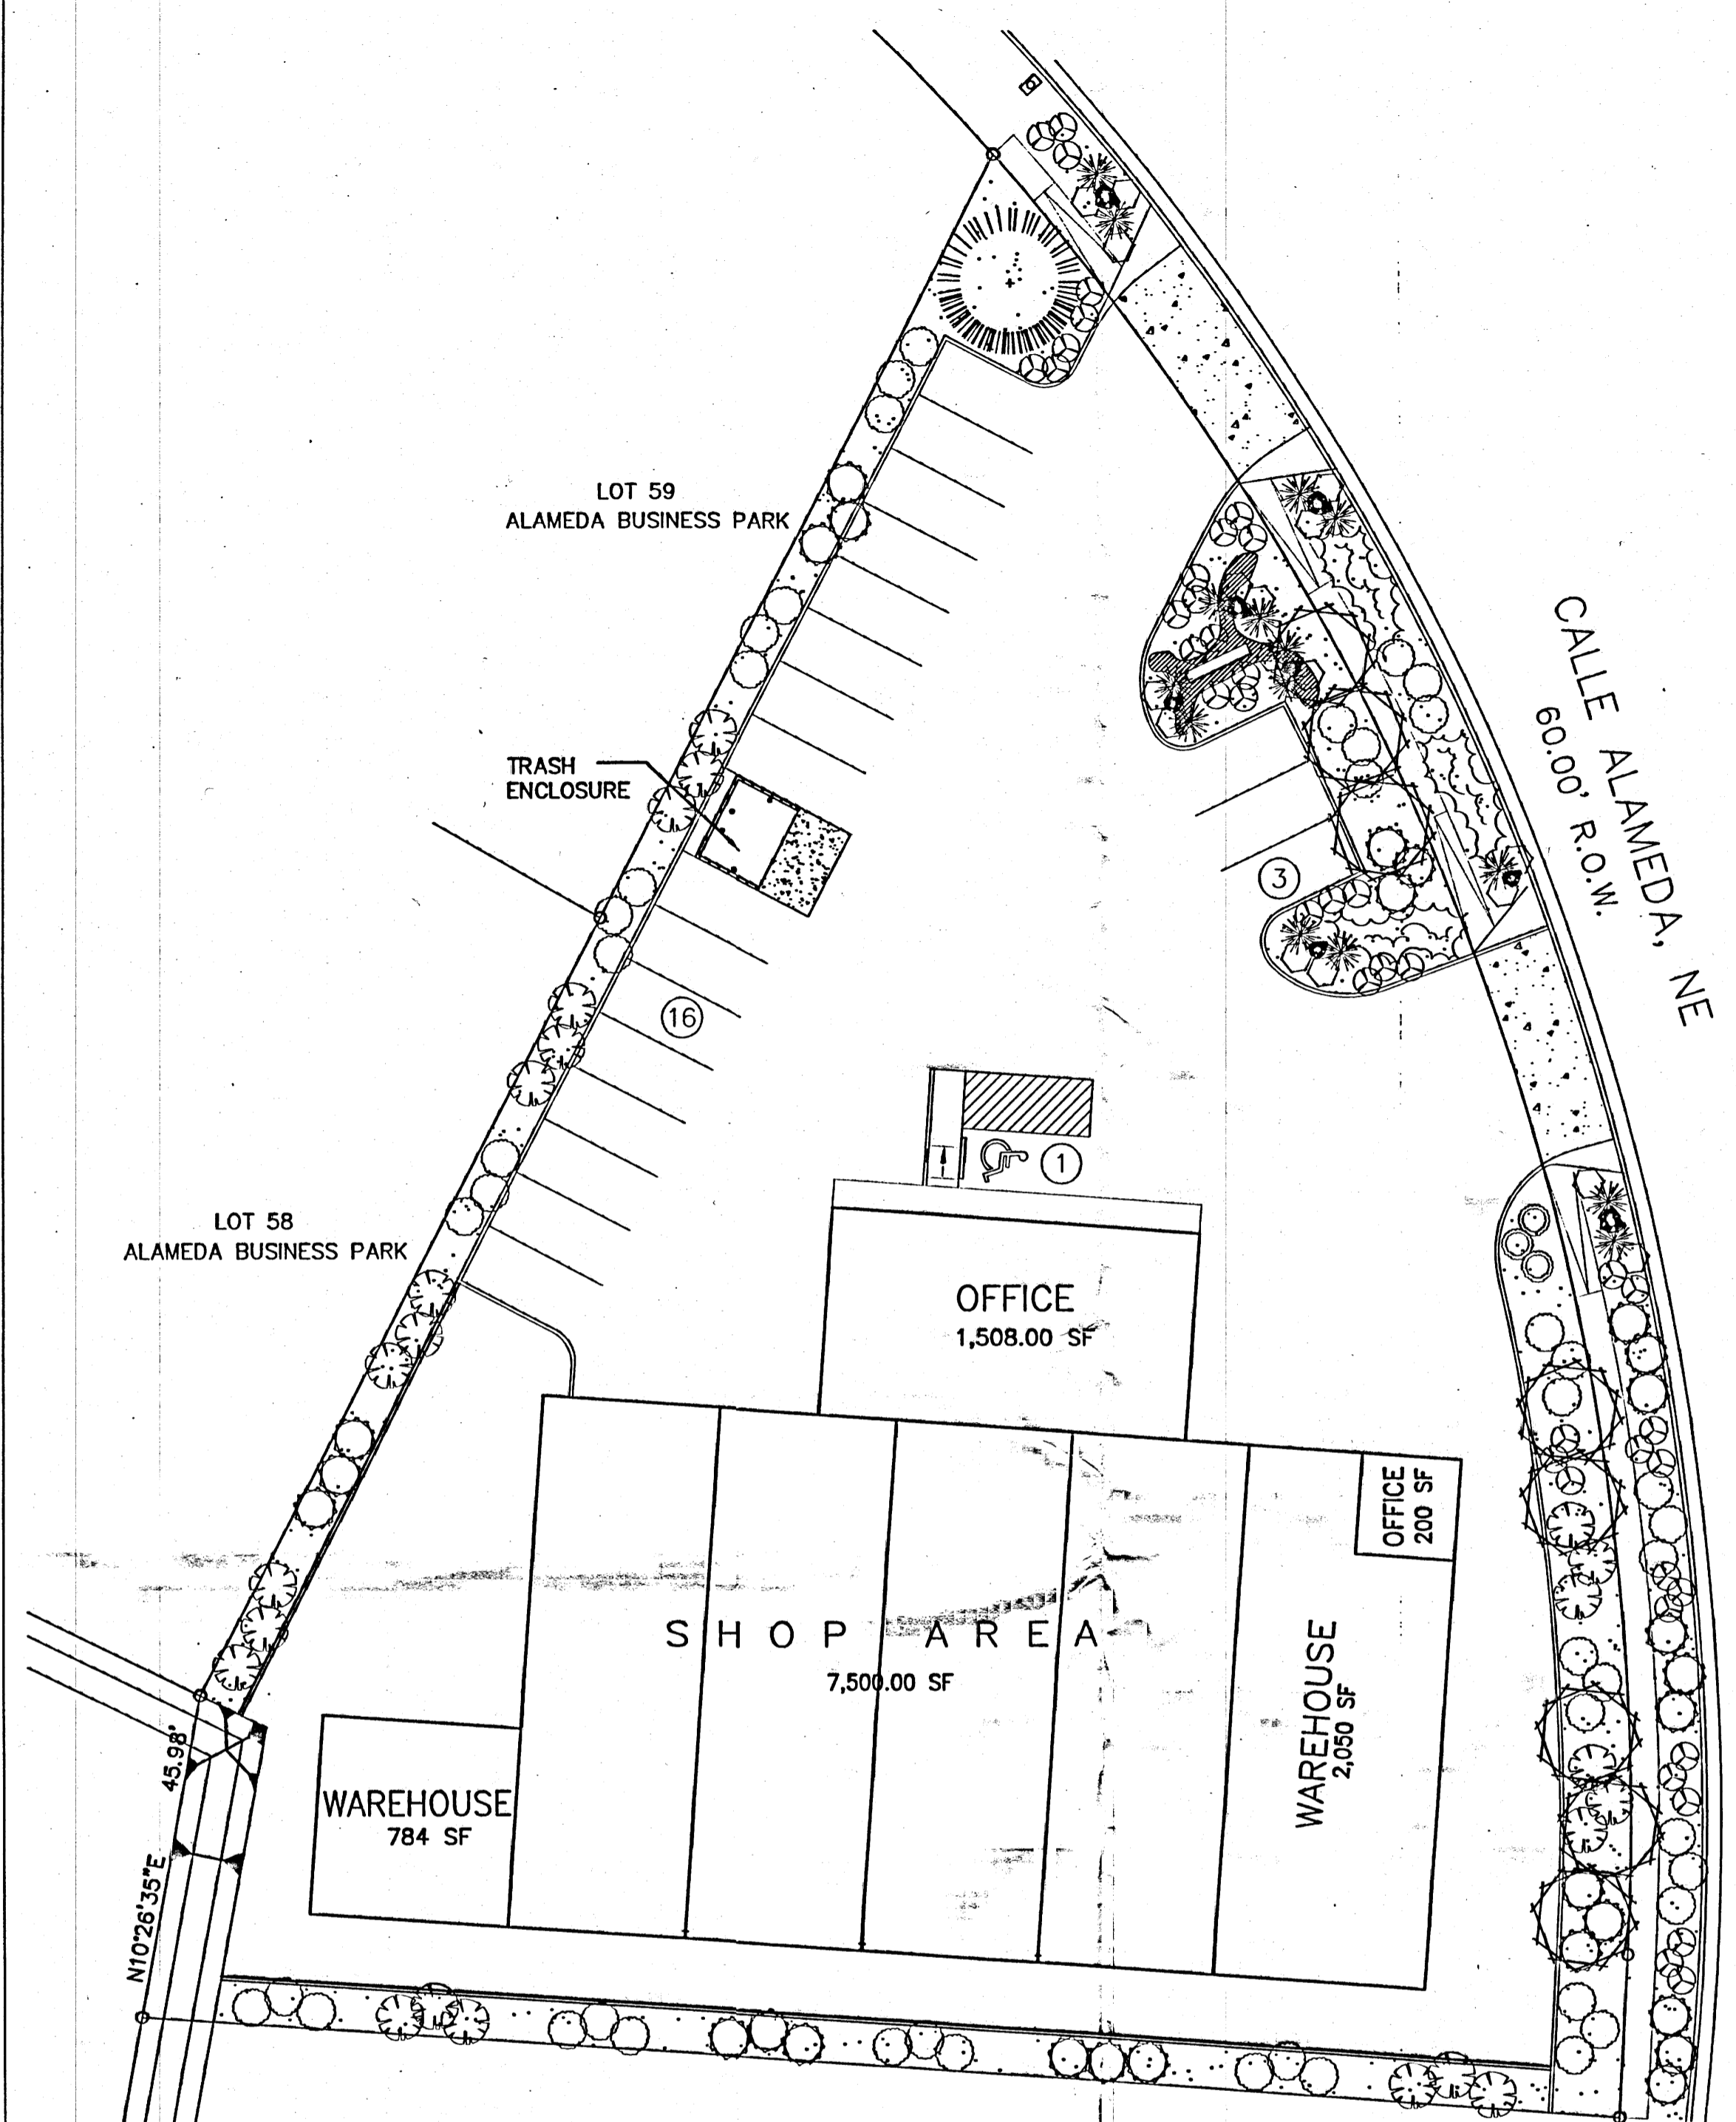 LOT 59
ALAMEDA BUSINESS PARK
CALLE ALAMEDA, NE
60.00' R.O.W.
TRASH
ENCLOSURE
3
16
1
LOT 58
ALAMEDA BUSINESS PARK
OFFICE
1,508.00 SF
OFFICE
200 SF
SHOP AREA
7,500.00 SF
WAREHOUSE
2,050 SF
WAREHOUSE
784 SF
45.98'
N10°26'35"E